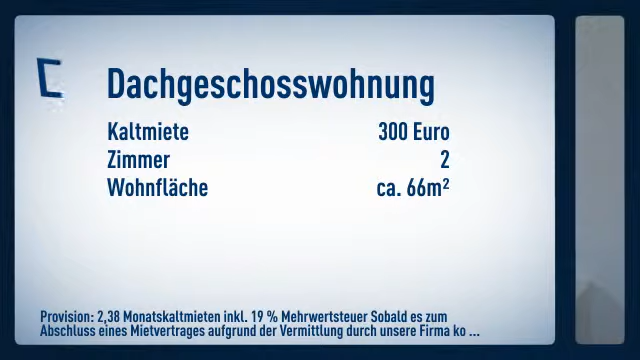 Dachgeschosswohnung
Kaltmiete 300 Euro
Zimmer 2
Wohnfläche ca. 66m²
Provision: 2,38 Monatskaltmieten inkl. 19 % Mehrwertsteuer Sobald es zum
Abschluss eines Mietvertrages aufgrund der Vermittlung durch unsere Firma ko ...